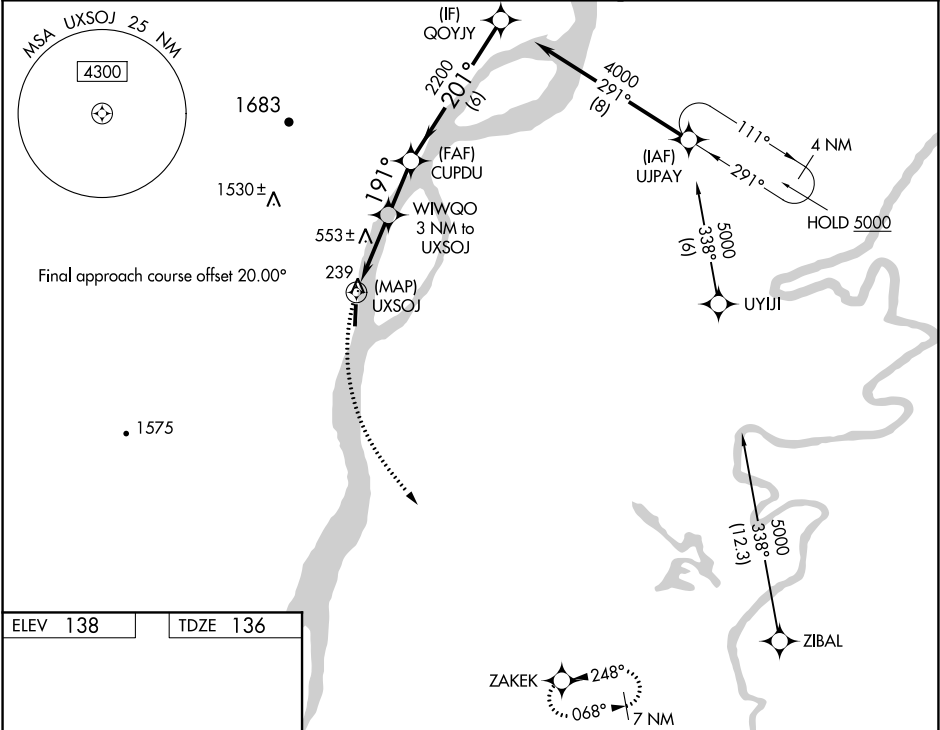 MSA UXSOJ 25 NM
4300
1683
1530 ±
553 ±
239
Final approach course offset 20.00°
1575
(IF)
QOYJY
2200
201°
(6)
(FAF)
CUPDU
191°
WIWQO
3 NM to
UXSOJ
(MAP)
UXSOJ
4000
291°
(8)
(IAF)
UJPAY
111°
291°
4 NM
HOLD 5000
5000
338°
(6)
UYIJI
5000
338°
(12.3)
ZIBAL
ZAKEK
248°
068°
7 NM
ELEV 138
TDZE 136